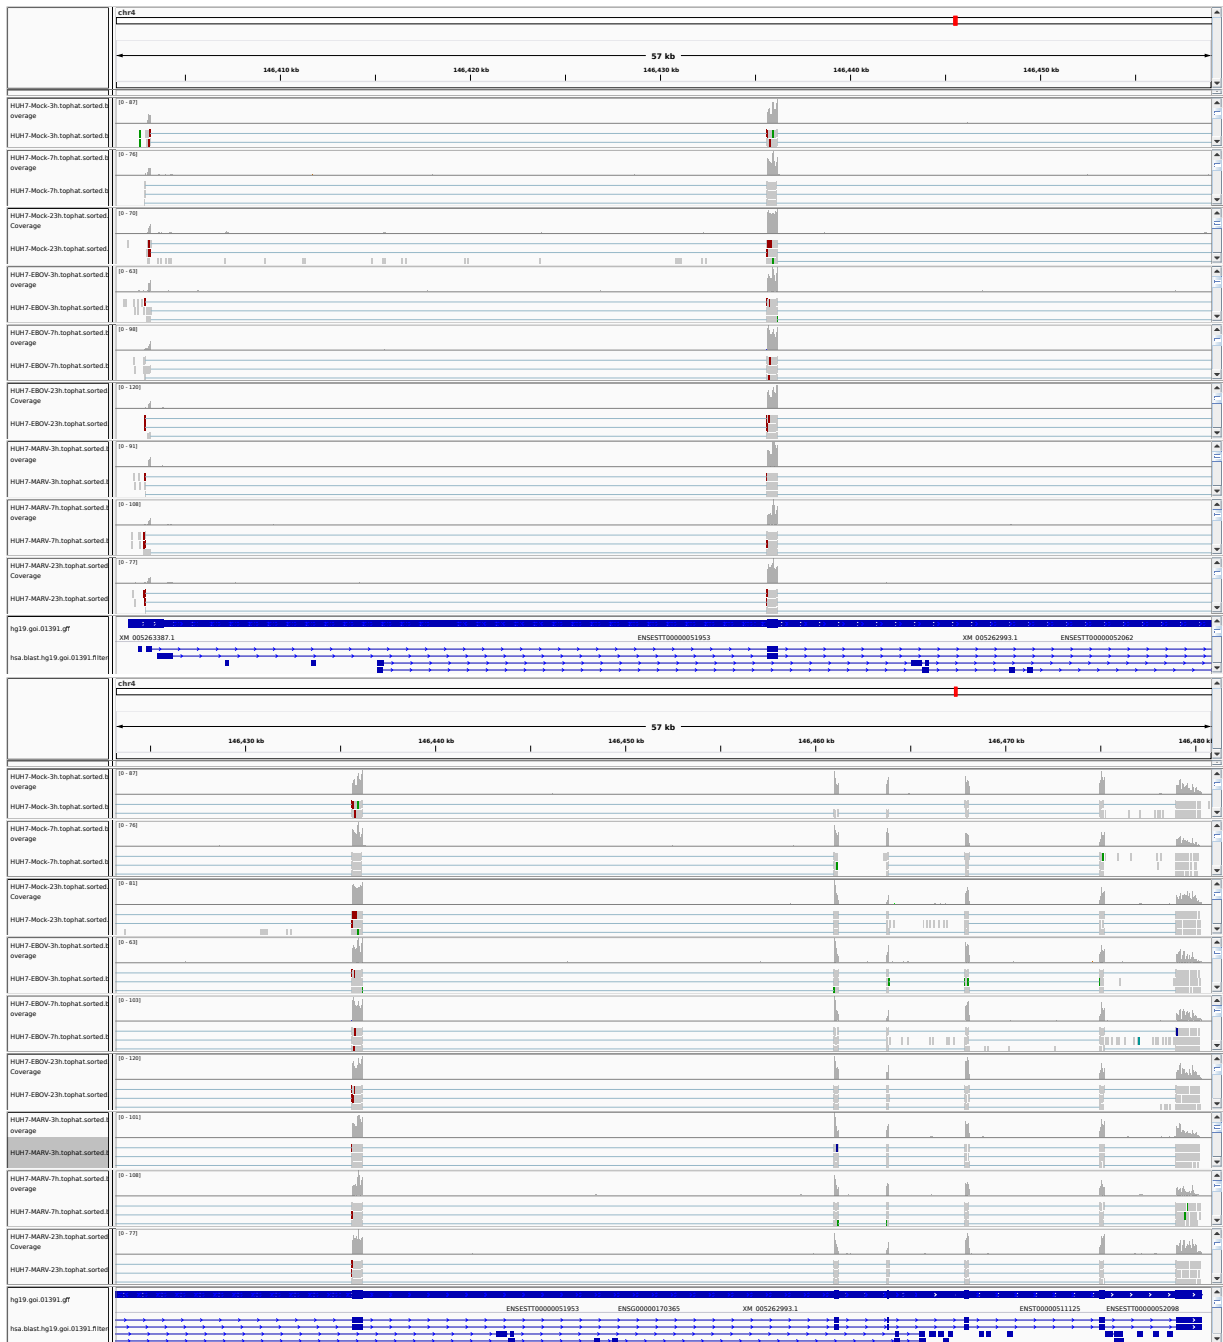 chr4
57 kb
146,410 kb 146,420 kb 146,430 kb 146,440 kb 146,450 kb
HUH7-Mock-3h.tophat.sorted.b
overage
[0 - 87]
HUH7-Mock-3h.tophat.sorted.b
HUH7-Mock-7h.tophat.sorted.b
overage
[0 - 76]
HUH7-Mock-7h.tophat.sorted.b
HUH7-Mock-23h.tophat.sorted.
Coverage
[0 - 70]
HUH7-Mock-23h.tophat.sorted.
HUH7-EBOV-3h.tophat.sorted.b
overage
[0 - 63]
HUH7-EBOV-3h.tophat.sorted.b
HUH7-EBOV-7h.tophat.sorted.b
overage
[0 - 98]
HUH7-EBOV-7h.tophat.sorted.b
HUH7-EBOV-23h.tophat.sorted.
Coverage
[0 - 120]
HUH7-EBOV-23h.tophat.sorted.
HUH7-MARV-3h.tophat.sorted.b
overage
[0 - 91]
HUH7-MARV-3h.tophat.sorted.b
HUH7-MARV-7h.tophat.sorted.b
overage
[0 - 108]
HUH7-MARV-7h.tophat.sorted.b
HUH7-MARV-23h.tophat.sorted
Coverage
[0 - 77]
HUH7-MARV-23h.tophat.sorted
hg19.goi.01391.gff
XM_005263387.1 ENSESTT00000051953 XM_005262993.1 ENSESTT00000052062
hsa.blast.hg19.goi.01391.filter
chr4
57 kb
146,430 kb 146,440 kb 146,450 kb 146,460 kb 146,470 kb 146,480 k
HUH7-Mock-3h.tophat.sorted.b
overage
[0 - 87]
HUH7-Mock-3h.tophat.sorted.b
HUH7-Mock-7h.tophat.sorted.b
overage
[0 - 76]
HUH7-Mock-7h.tophat.sorted.b
HUH7-Mock-23h.tophat.sorted.
Coverage
[0 - 81]
HUH7-Mock-23h.tophat.sorted.
HUH7-EBOV-3h.tophat.sorted.b
overage
[0 - 63]
HUH7-EBOV-3h.tophat.sorted.b
HUH7-EBOV-7h.tophat.sorted.b
overage
[0 - 103]
HUH7-EBOV-7h.tophat.sorted.b
HUH7-EBOV-23h.tophat.sorted.
Coverage
[0 - 120]
HUH7-EBOV-23h.tophat.sorted.
HUH7-MARV-3h.tophat.sorted.b
overage
[0 - 101]
HUH7-MARV-3h.tophat.sorted.b
HUH7-MARV-7h.tophat.sorted.b
overage
[0 - 108]
HUH7-MARV-7h.tophat.sorted.b
HUH7-MARV-23h.tophat.sorted
Coverage
[0 - 77]
HUH7-MARV-23h.tophat.sorted
hg19.goi.01391.gff
ENSESTT00000051953 ENSG00000170365 XM_005262993.1 ENST00000511125 ENSESTT00000052098
hsa.blast.hg19.goi.01391.filter